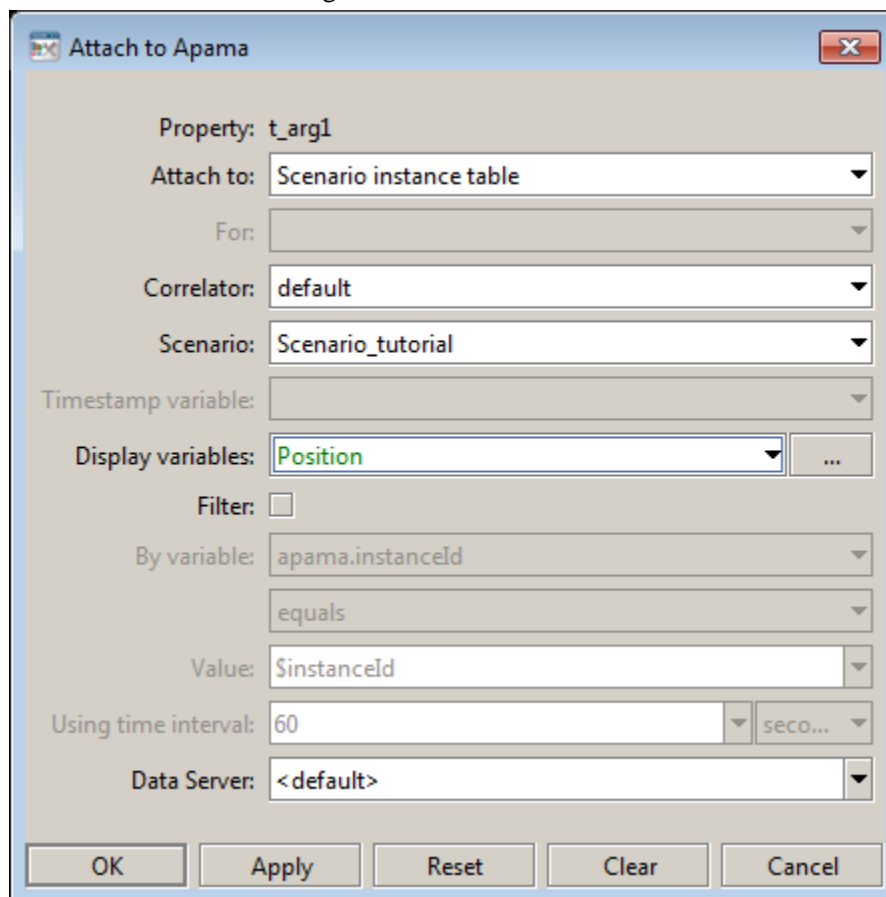 Attach to Apama
Property: t_arg1
Attach to: Scenario instance table
For:
Correlator: default
Scenario: Scenario_tutorial
Timestamp variable:
Display variables: Position ...
Filter:
By variable: apama.instanceId
equals
Value: $instanceId
Using time interval: 60 seco...
Data Server: <default>
OK Apply Reset Clear Cancel